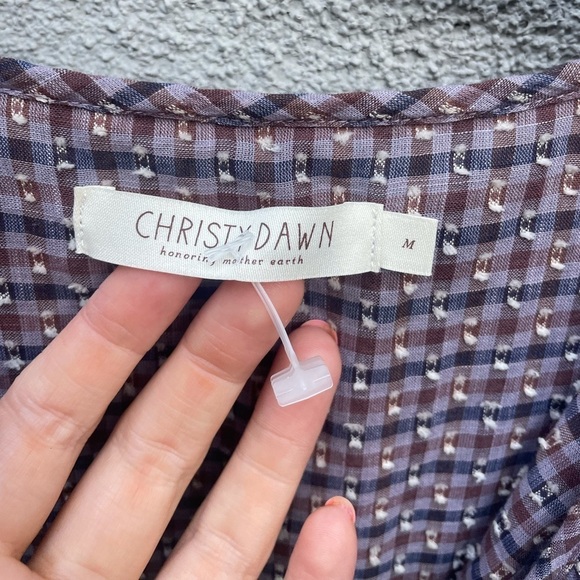 CHRISTY DAWN
honoring mother earth
M